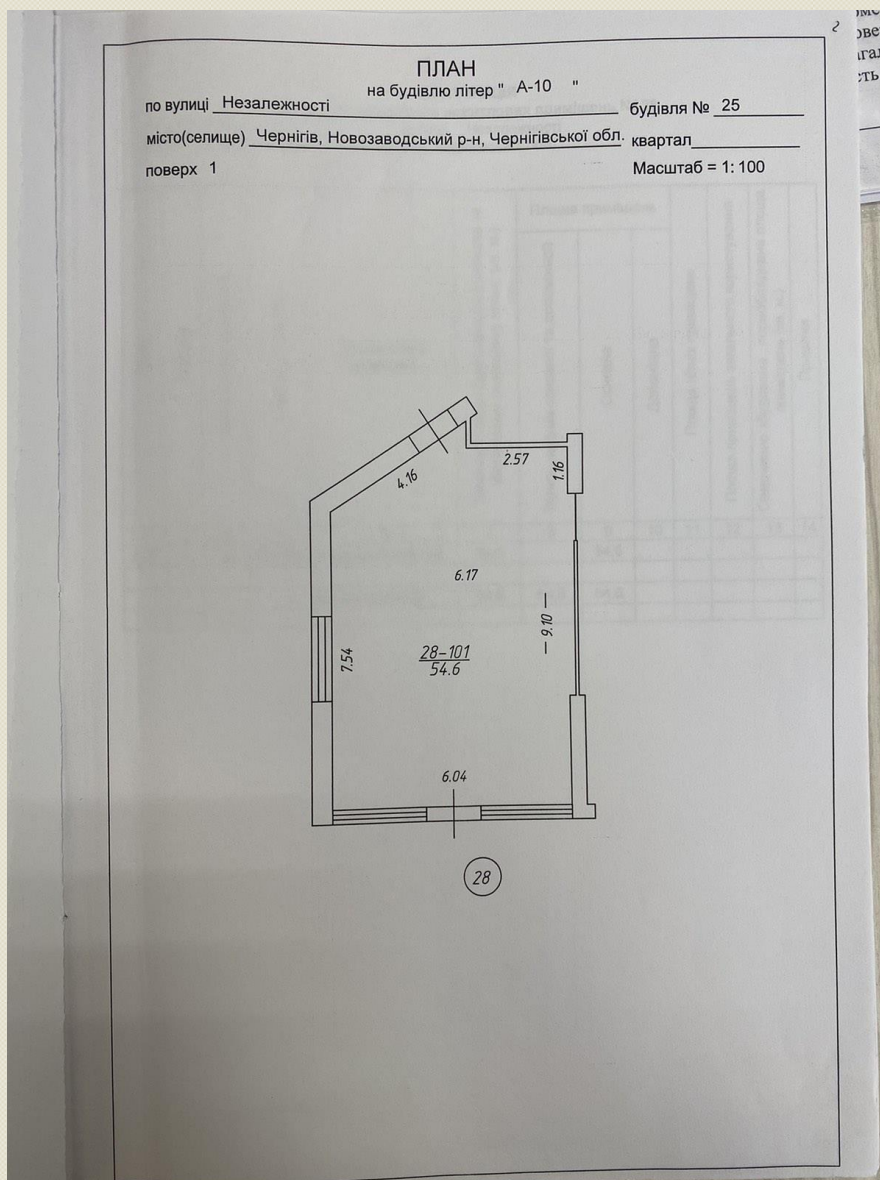 2
ПЛАН
на будівлю літер " А-10 "
по вулиці Незалежності будівля № 25
місто(селище) Чернігів, Новозаводський р-н, Чернігівської обл. квартал
поверх 1 Масштаб = 1: 100
2.57
1.16
4.16
6.17
9.10
7.54
28-101
54.6
6.04
28